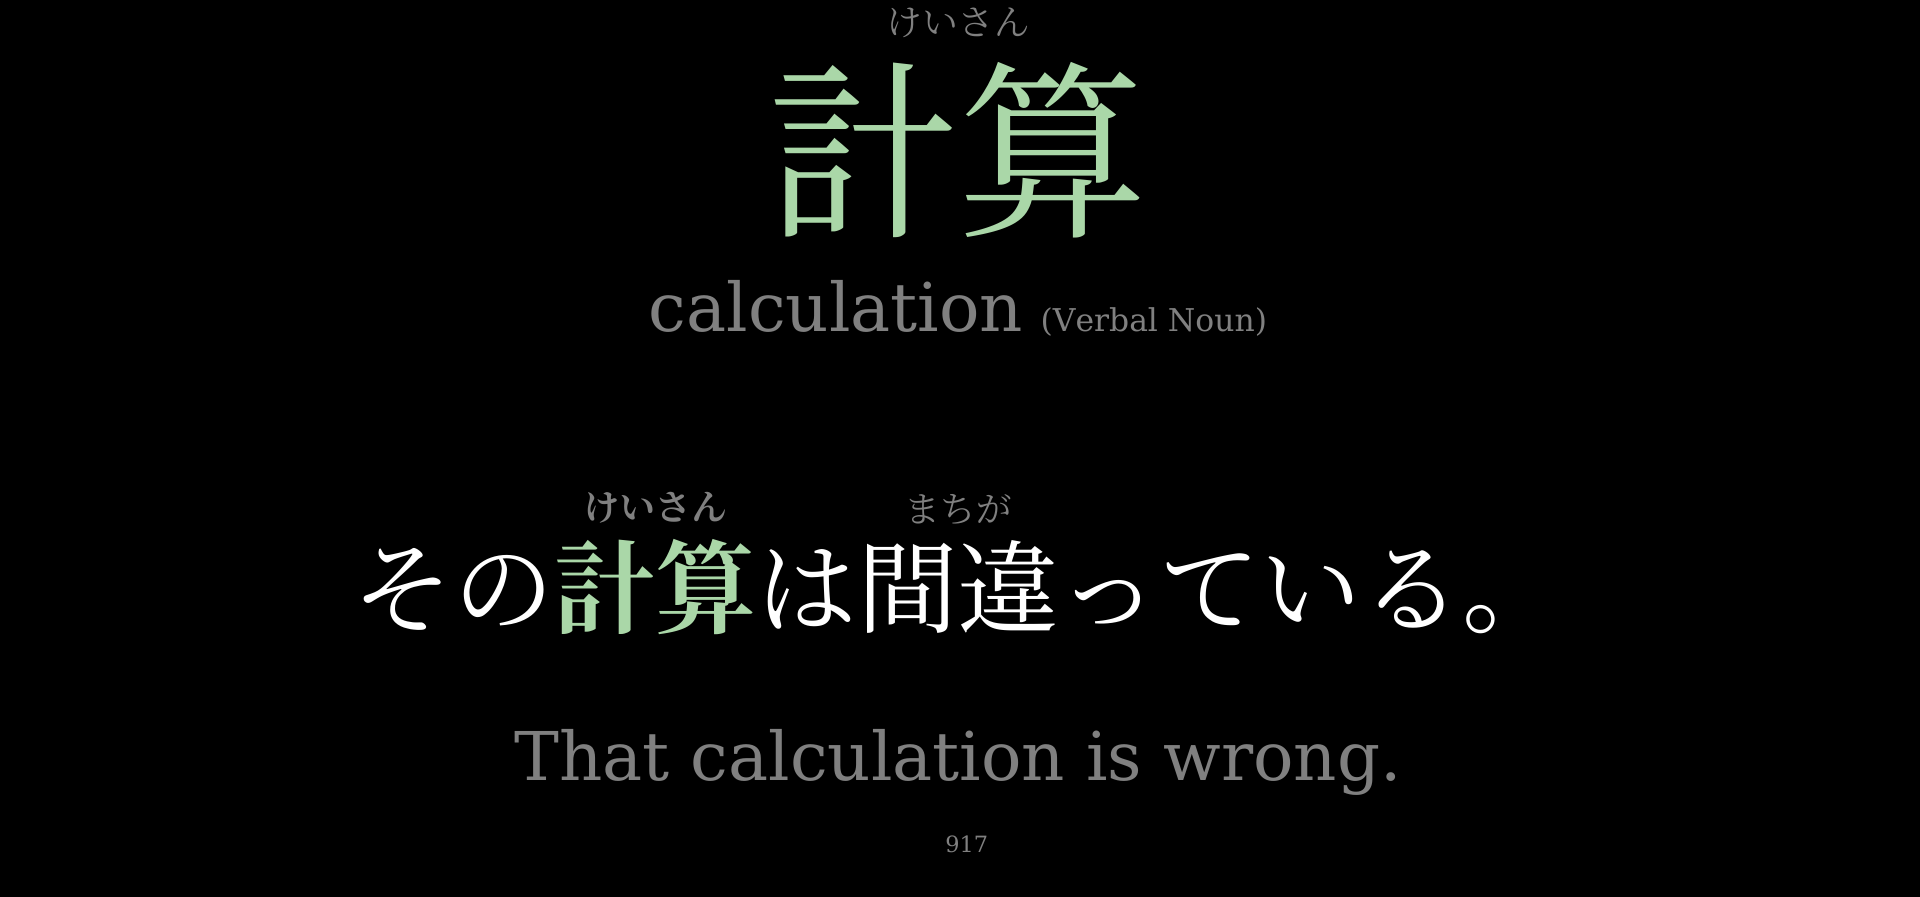 けいさん
計算
calculation (Verbal Noun)
けいさん まちが
その計算は間違っている。
That calculation is wrong.
917